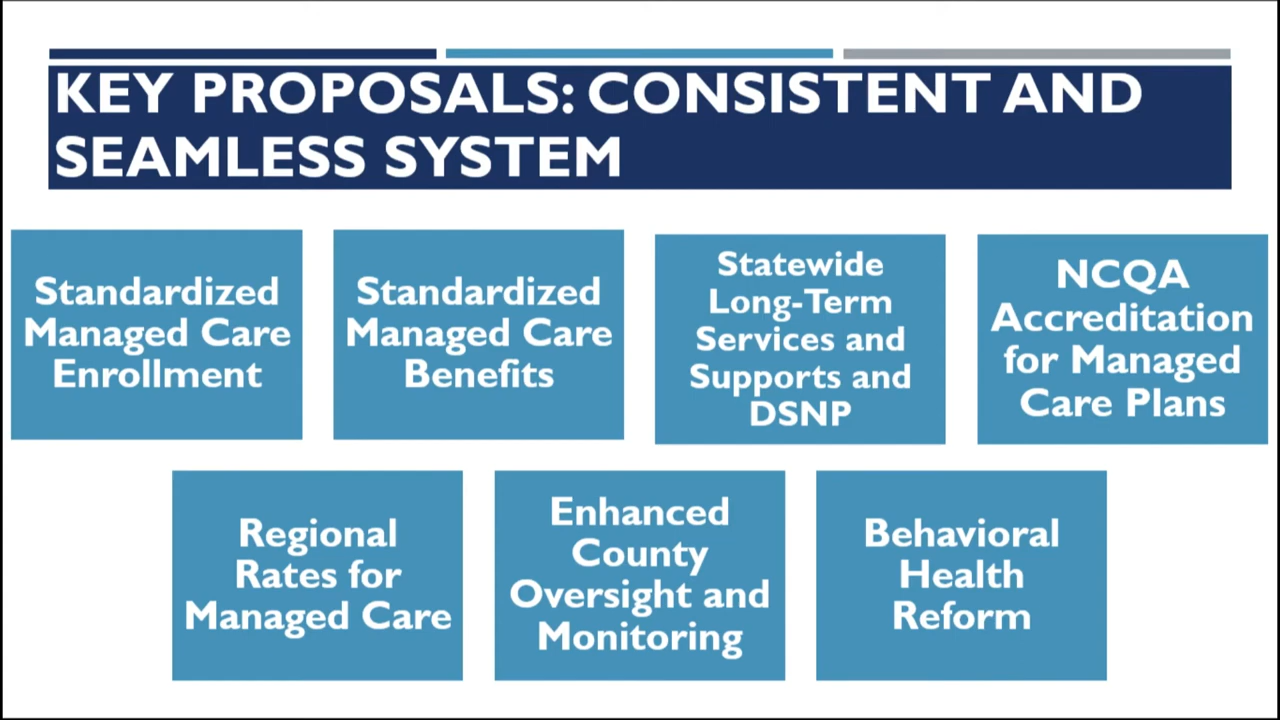 KEY PROPOSALS: CONSISTENT AND
SEAMLESS SYSTEM
Standardized
Managed Care
Enrollment
Standardized
Managed Care
Benefits
Statewide
Long-Term
Services and
Supports and
DSNP
NCQA
Accreditation
for Managed
Care Plans
Regional
Rates for
Managed Care
Enhanced
County
Oversight and
Monitoring
Behavioral
Health
Reform